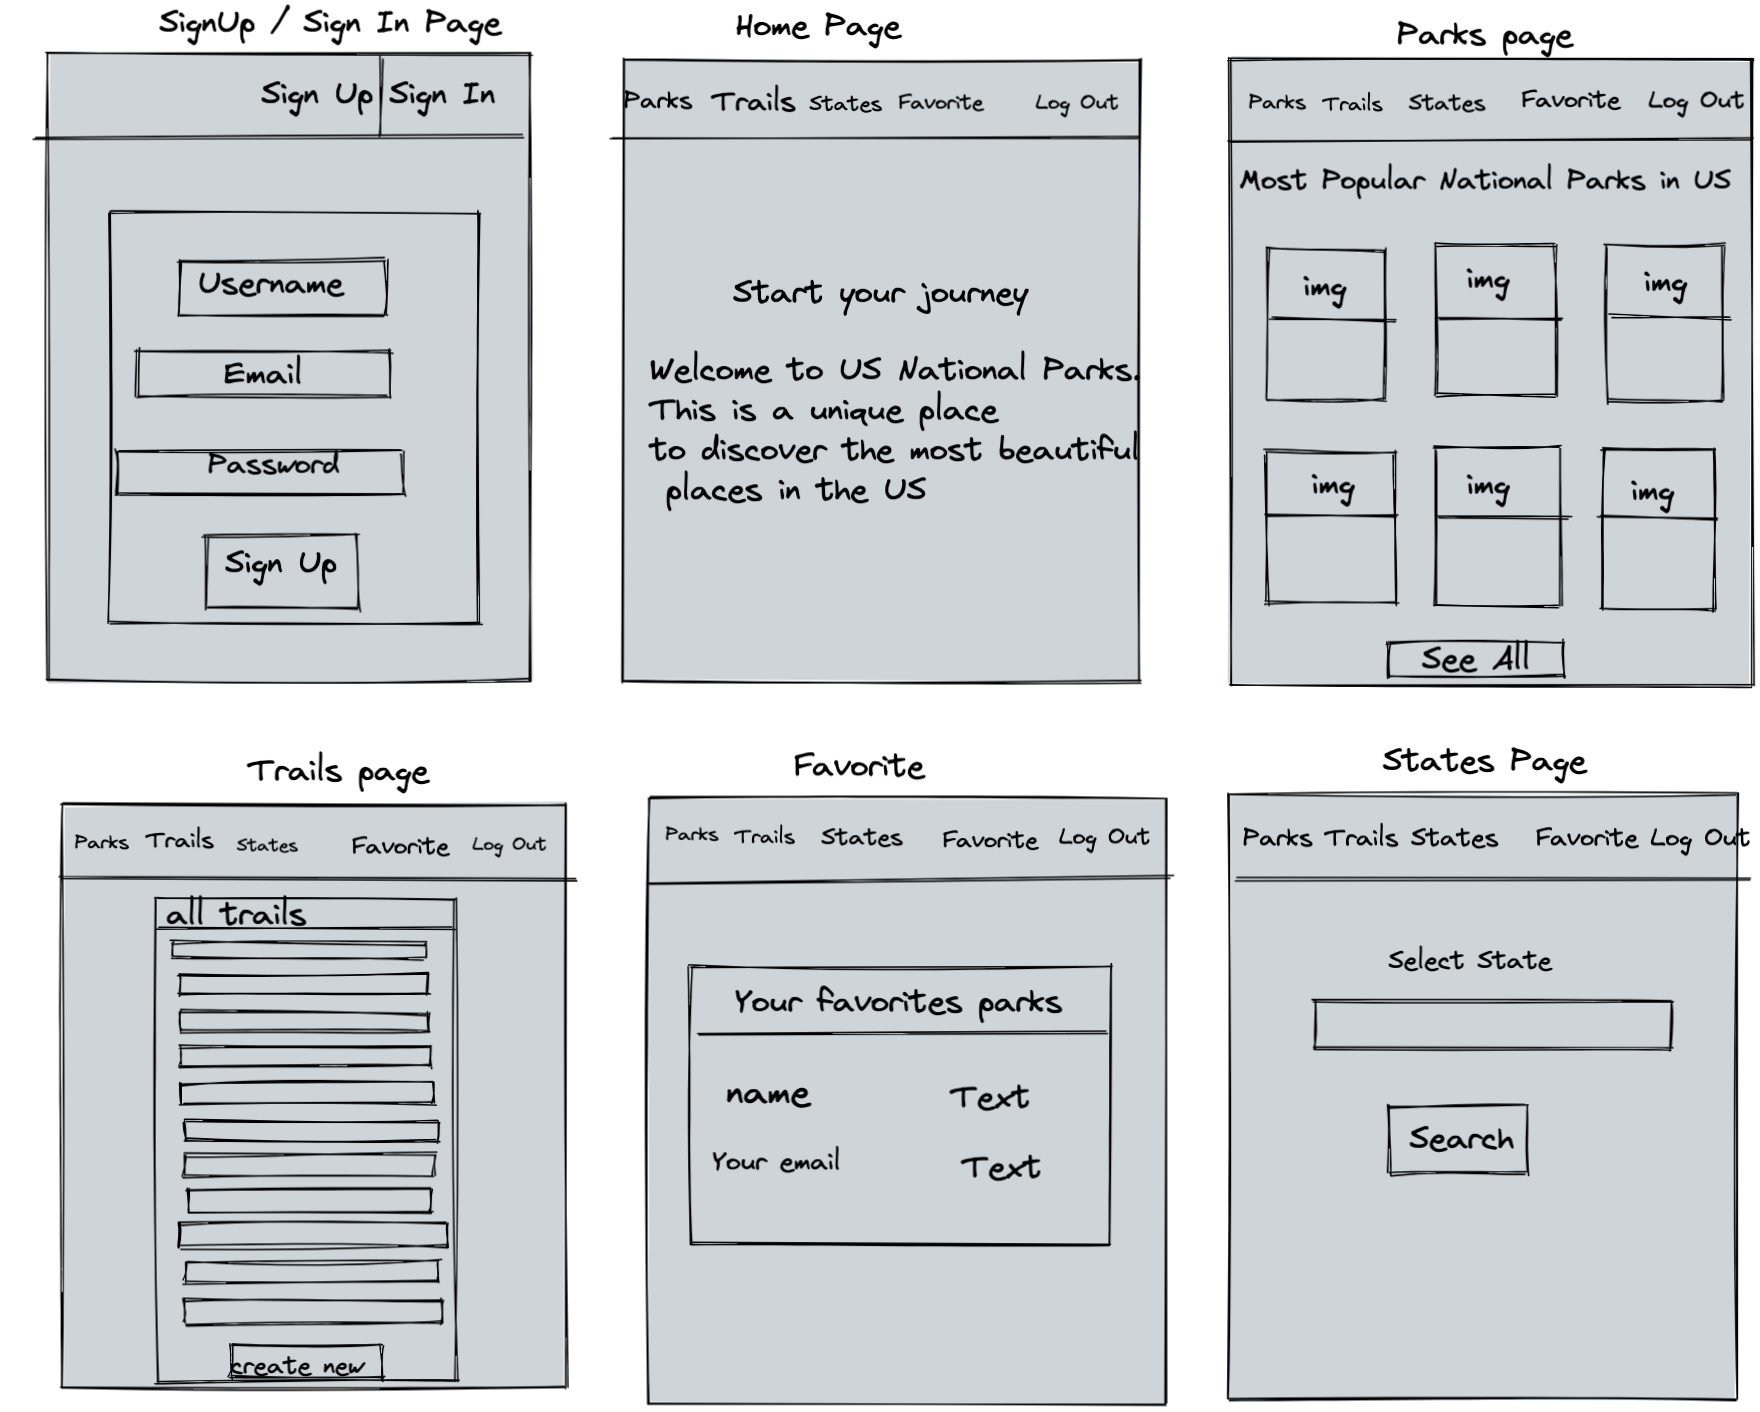 SignUp / Sign In Page
Sign Up Sign In
Username
Email
Password
Sign Up
Home Page
Parks Trails States Favorite Log Out
Start your journey
Welcome to US National Parks.
This is a unique place
to discover the most beautiful
places in the US
Parks page
Parks Trails States Favorite Log Out
Most Popular National Parks in US
img img img
img img img
See All
Trails page
Parks Trails States Favorite Log Out
all trails
create new
Favorite
Parks Trails States Favorite Log Out
Your favorites parks
name Text
Your email Text
States Page
Parks Trails States Favorite Log Out
Select State
Search